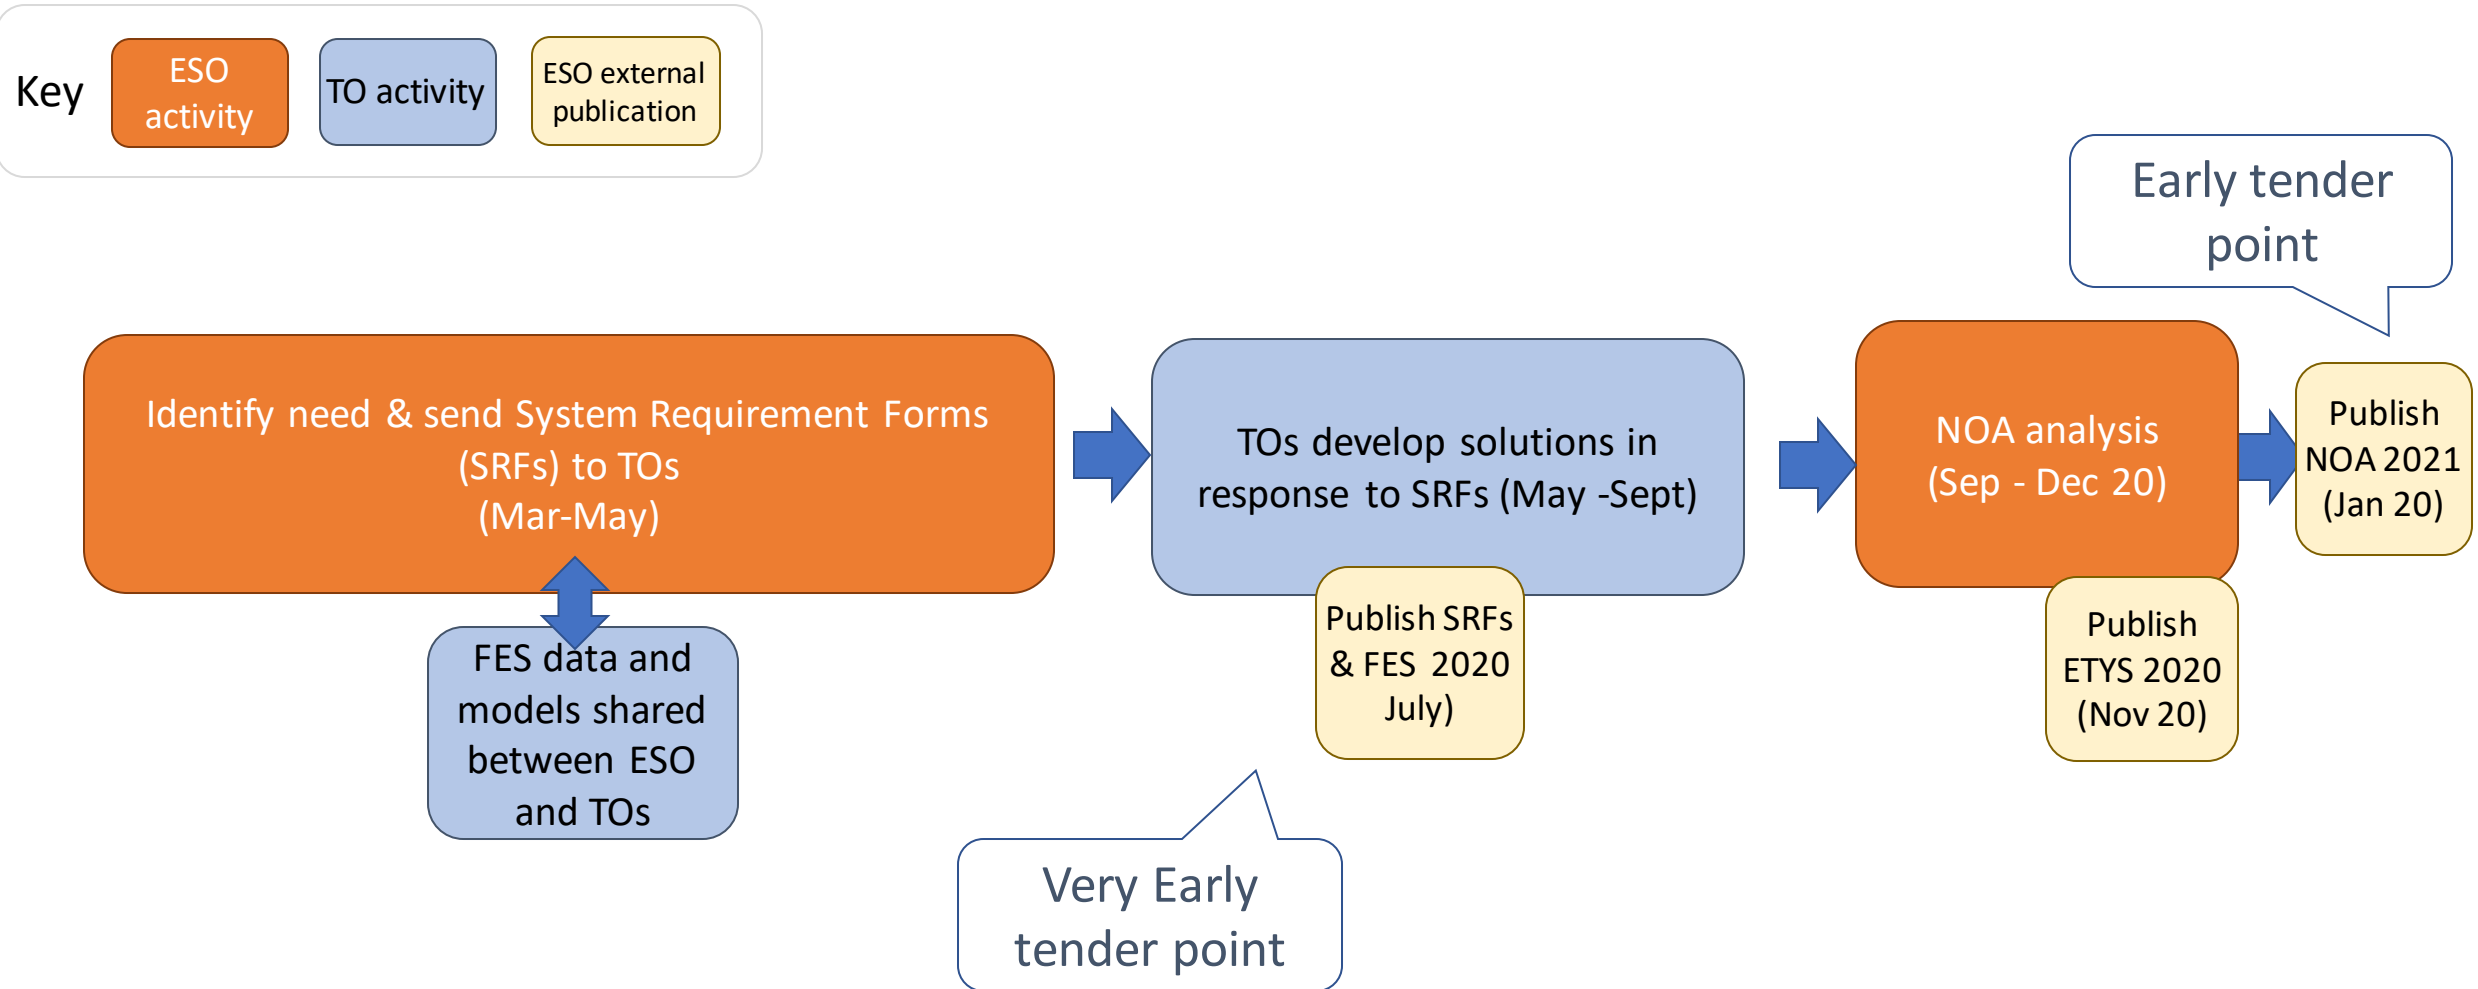 Key
ESO
activity
TO activity
ESO external
publication
Early tender
point
Identify need & send System Requirement Forms
(SRFs) to TOs
(Mar-May)
TOs develop solutions in
response to SRFs (May -Sept)
NOA analysis
(Sep - Dec 20)
Publish
NOA 2021
(Jan 20)
FES data and
models shared
between ESO
and TOs
Publish SRFs
& FES 2020
July)
Publish
ETYS 2020
(Nov 20)
Very Early
tender point